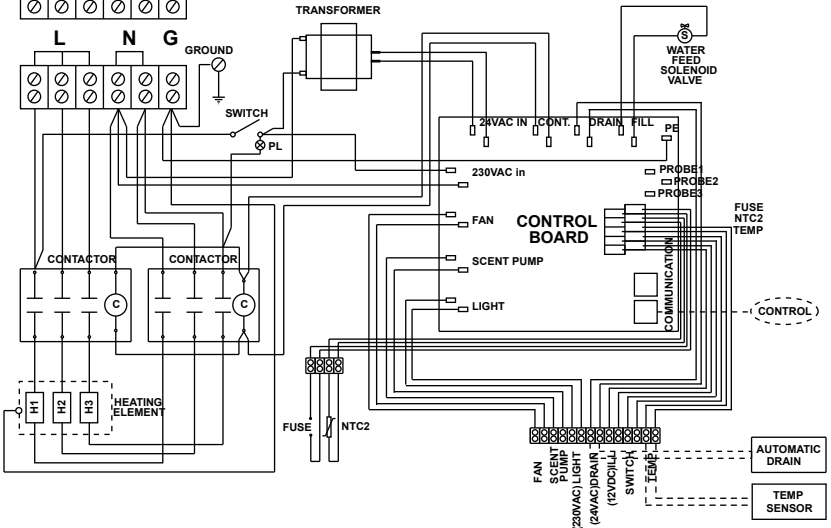 TRANSFORMER
L N G
GROUND
S
WATER
FEED
SOLENOID
VALVE
SWITCH
PL
24VAC IN
CONT.
DRAIN
FILL
PE
230VAC in
PROBE1
PROBE2
PROBE3
FAN
CONTROL
BOARD
FUSE
NTC2
TEMP
SCENT PUMP
LIGHT
COMMUNICATION
CONTROL
CONTACTOR
CONTACTOR
C
C
H1
H2
H3
HEATING
ELEMENT
FUSE
NTC2
FAN
SCENT
PUMP
(230VAC) LIGHT
(24VAC)DRAIN
(12VDC)ILL
SWITCH
TEMP
AUTOMATIC
DRAIN
TEMP
SENSOR